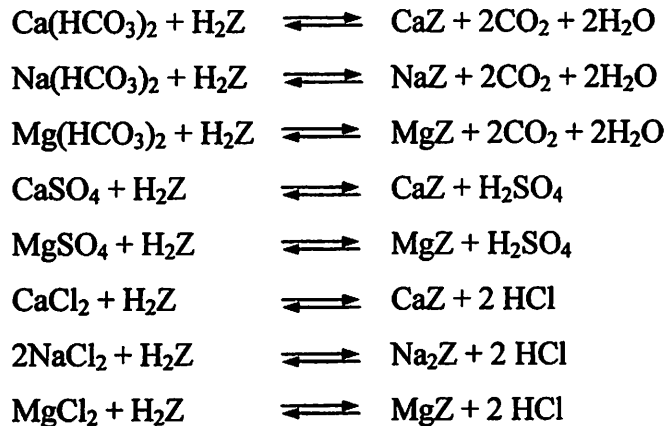 Ca(HCO₃)₂ + H₂Z ⇌ CaZ + 2CO₂ + 2H₂O
Na(HCO₃)₂ + H₂Z ⇌ NaZ + 2CO₂ + 2H₂O
Mg(HCO₃)₂ + H₂Z ⇌ MgZ + 2CO₂ + 2H₂O
CaSO₄ + H₂Z ⇌ CaZ + H₂SO₄
MgSO₄ + H₂Z ⇌ MgZ + H₂SO₄
CaCl₂ + H₂Z ⇌ CaZ + 2 HCl
2NaCl₂ + H₂Z ⇌ Na₂Z + 2 HCl
MgCl₂ + H₂Z ⇌ MgZ + 2 HCl